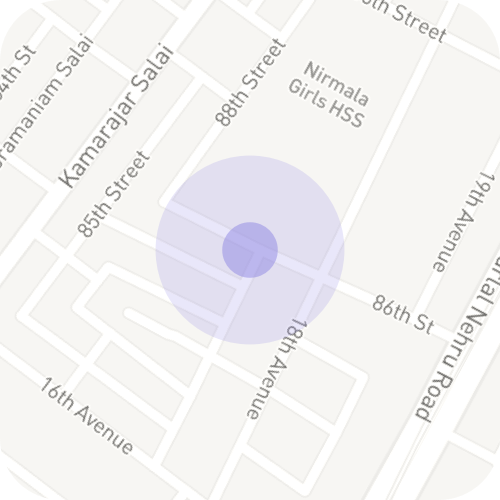 th Street
88th Street
Nirmala
Girls HSS
Kamarajar Salai
4th St
ramaniam Salai
85th Street
19th Avenue
86th St
rlal Nehru Road
18th Avenue
16th Avenue